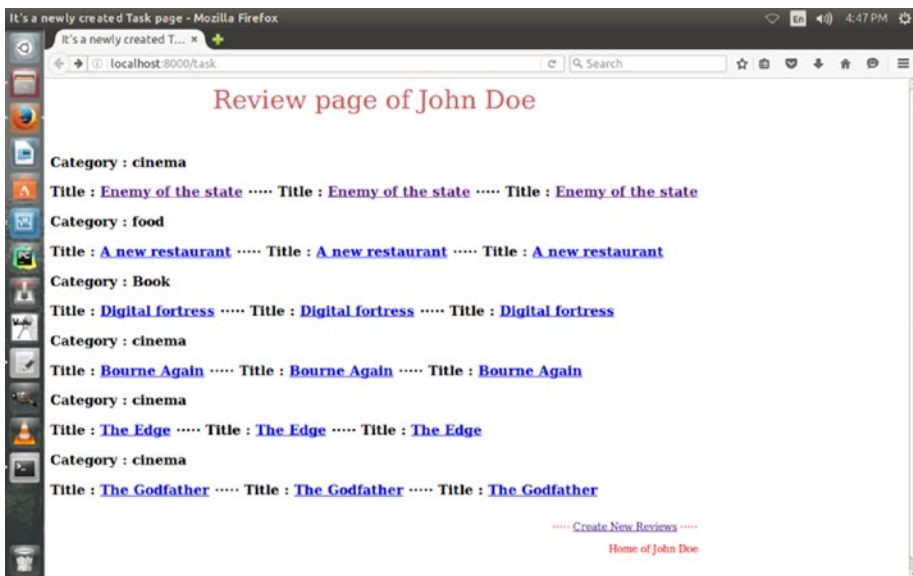 It's a newly created Task page - Mozilla Firefox
En
4:47 PM
It's a newly created T...
localhost:8000/task
Search
Review page of John Doe
Category : cinema
Title : Enemy of the state ····· Title : Enemy of the state ····· Title : Enemy of the state
Category : food
Title : A new restaurant ····· Title : A new restaurant ····· Title : A new restaurant
Category : Book
Title : Digital fortress ····· Title : Digital fortress ····· Title : Digital fortress
Category : cinema
Title : Bourne Again ····· Title : Bourne Again ····· Title : Bourne Again
Category : cinema
Title : The Edge ····· Title : The Edge ····· Title : The Edge
Category : cinema
Title : The Godfather ····· Title : The Godfather ····· Title : The Godfather
····· Create New Reviews ·····
Home of John Doe